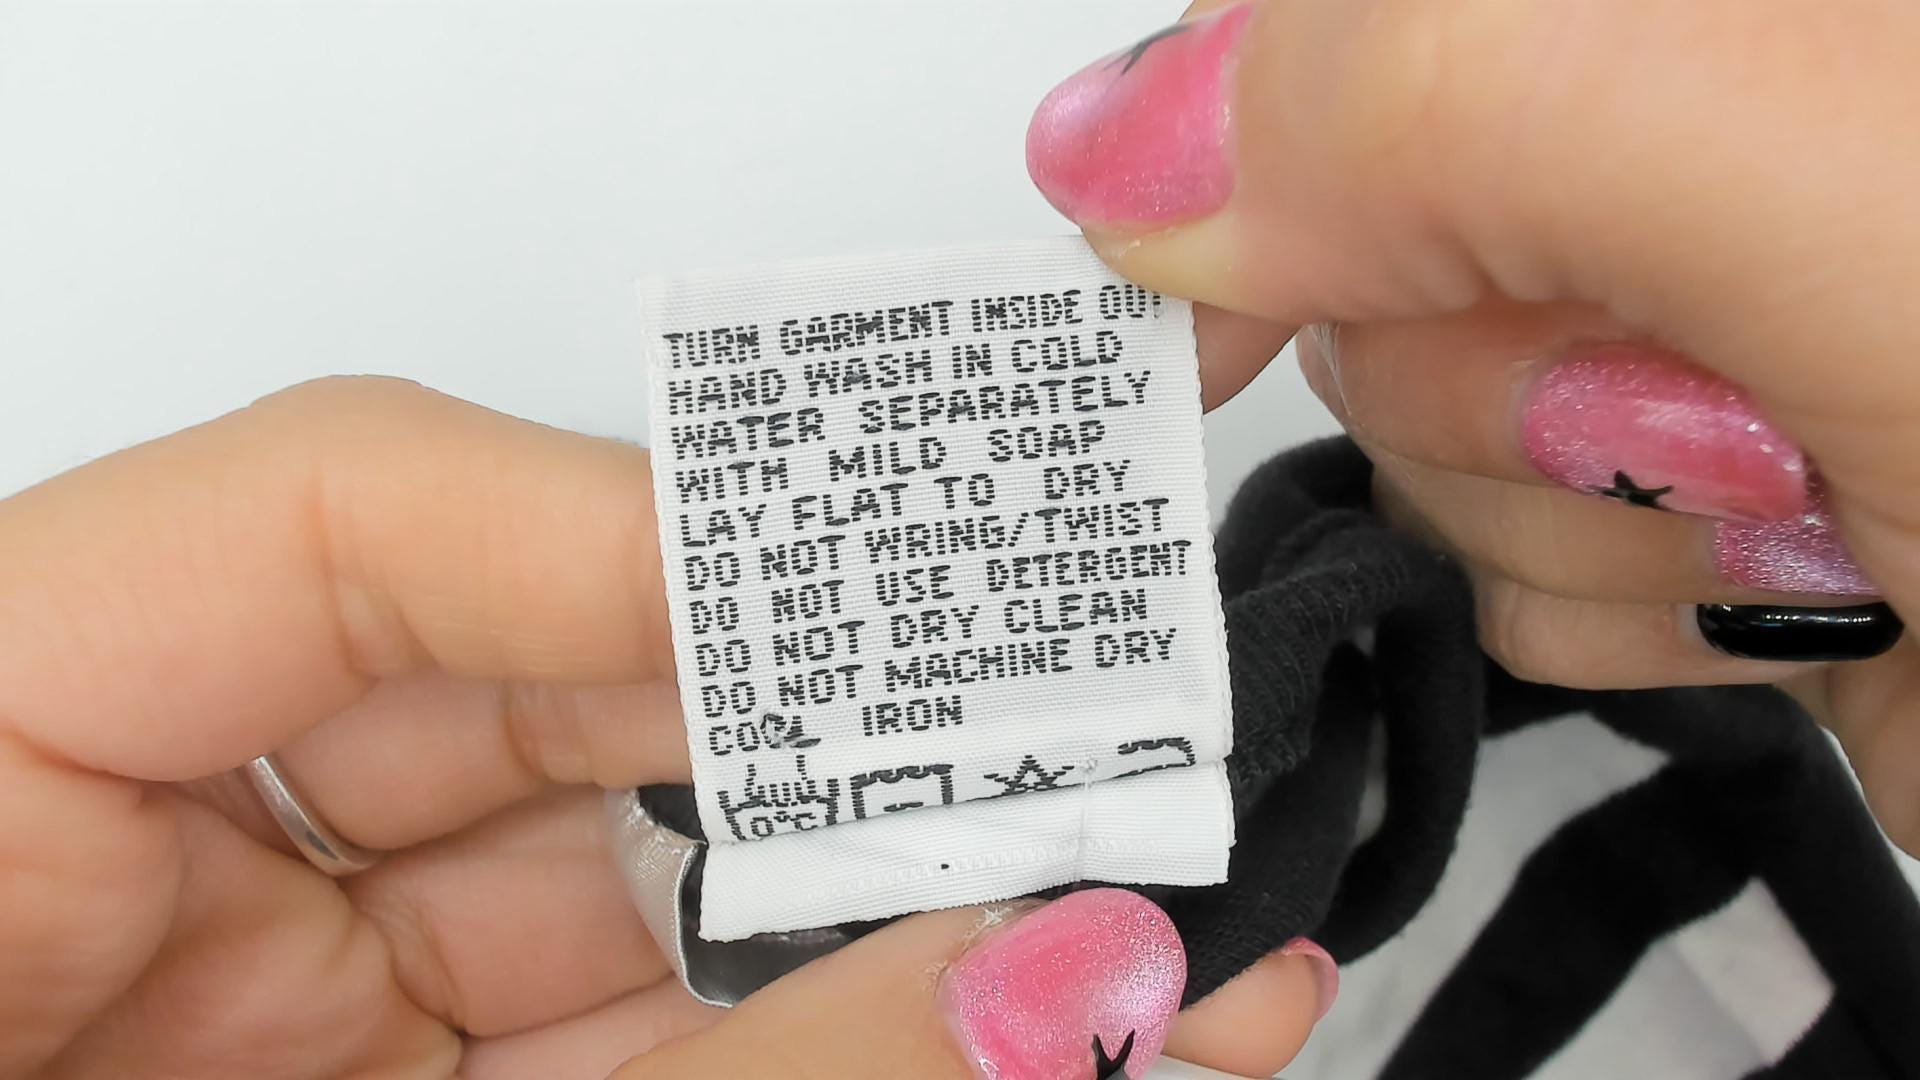 TURN GARMENT INSIDE OUT
HAND WASH IN COLD
WATER SEPARATELY
WITH MILD SOAP
LAY FLAT TO DRY
DO NOT WRING/TWIST
DO NOT USE DETERGENT
DO NOT DRY CLEAN
DO NOT MACHINE DRY
COOL IRON
0°C